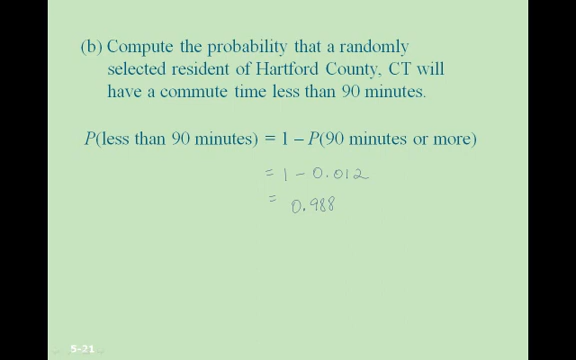 (b) Compute the probability that a randomly
selected resident of Hartford County, CT will
have a commute time less than 90 minutes.
P(less than 90 minutes) = 1 – P(90 minutes or more)
= 1 – 0.012
= 0.988
5-21